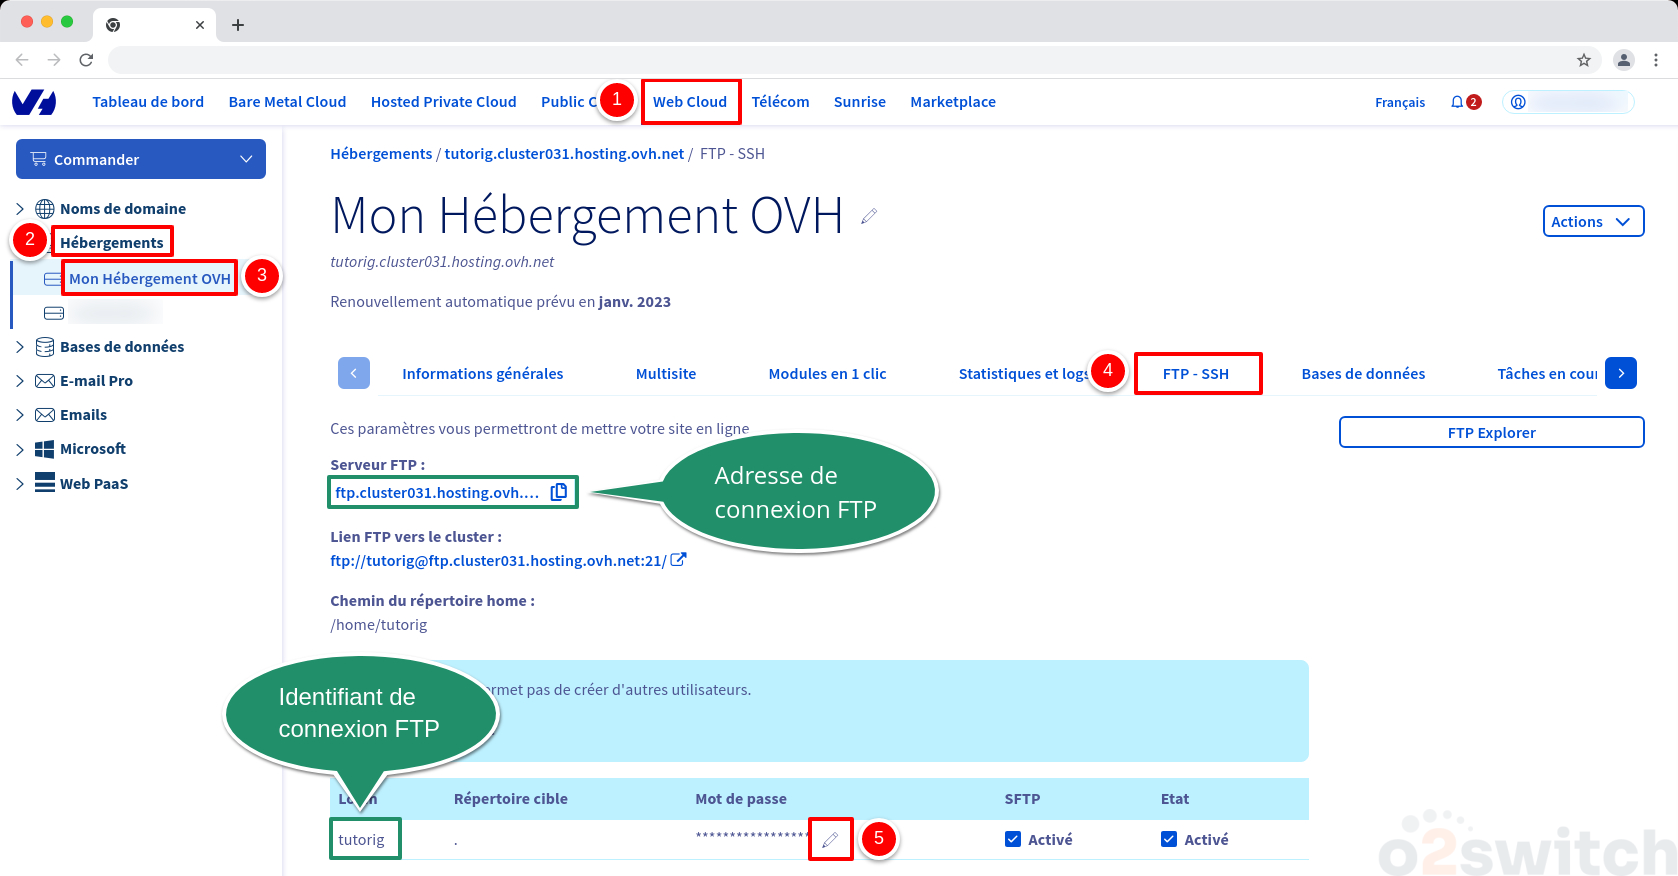 Tableau de bord Bare Metal Cloud Hosted Private Cloud Public 1 Web Cloud Télécom Sunrise Marketplace Français 2
Commander
Hébergements / tutorig.cluster031.hosting.ovh.net / FTP - SSH
Noms de domaine
2 Hébergements
Mon Hébergement OVH 3
Bases de données
E-mail Pro
Emails
Microsoft
Web PaaS
Mon Hébergement OVH
Actions
tutorig.cluster031.hosting.ovh.net
Renouvellement automatique prévu en janv. 2023
Informations générales Multisite Modules en 1 clic Statistiques et logs 4 FTP - SSH Bases de données Tâches en cour
Ces paramètres vous permettront de mettre votre site en ligne
FTP Explorer
Serveur FTP :
ftp.cluster031.hosting.ovh....
Adresse de
connexion FTP
Lien FTP vers le cluster :
ftp://tutorig@ftp.cluster031.hosting.ovh.net:21/
Chemin du répertoire home :
/home/tutorig
Identifiant de
connexion FTP
pas de créer d'autres utilisateurs.
Répertoire cible Mot de passe SFTP Etat
tutorig . ***************** 5 Activé Activé
o2switch